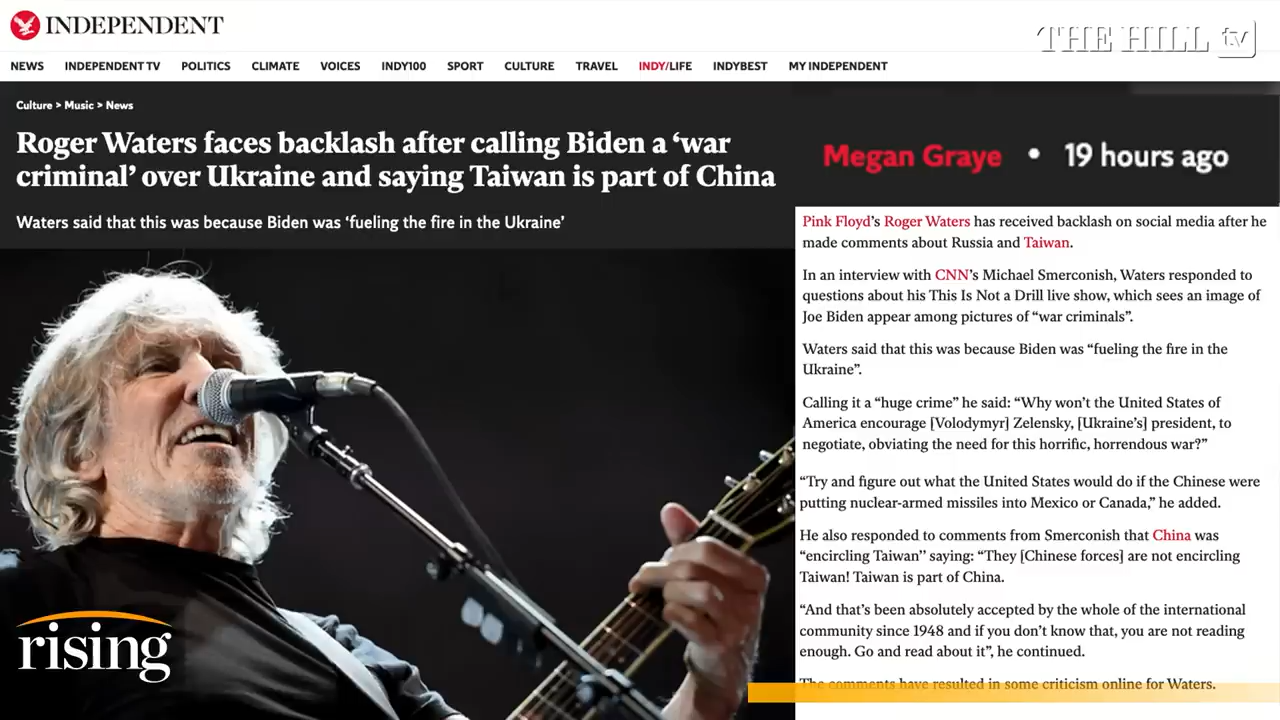 INDEPENDENT
THE HILL tv
NEWS INDEPENDENT TV POLITICS CLIMATE VOICES INDY100 SPORT CULTURE TRAVEL INDY/LIFE INDYBEST MY INDEPENDENT
Culture > Music > News
Roger Waters faces backlash after calling Biden a ‘war
criminal’ over Ukraine and saying Taiwan is part of China
Waters said that this was because Biden was ‘fueling the fire in the Ukraine’
Megan Graye • 19 hours ago
Pink Floyd’s Roger Waters has received backlash on social media after he
made comments about Russia and Taiwan.
In an interview with CNN’s Michael Smerconish, Waters responded to
questions about his This Is Not a Drill live show, which sees an image of
Joe Biden appear among pictures of “war criminals”.
Waters said that this was because Biden was “fueling the fire in the
Ukraine”.
Calling it a “huge crime” he said: “Why won’t the United States of
America encourage [Volodymyr] Zelensky, [Ukraine’s] president, to
negotiate, obviating the need for this horrific, horrendous war?”
“Try and figure out what the United States would do if the Chinese were
putting nuclear-armed missiles into Mexico or Canada,” he added.
He also responded to comments from Smerconish that China was
“encircling Taiwan’’ saying: “They [Chinese forces] are not encircling
Taiwan! Taiwan is part of China.
“And that’s been absolutely accepted by the whole of the international
community since 1948 and if you don’t know that, you are not reading
enough. Go and read about it”, he continued.
The comments have resulted in some criticism online for Waters.
rising